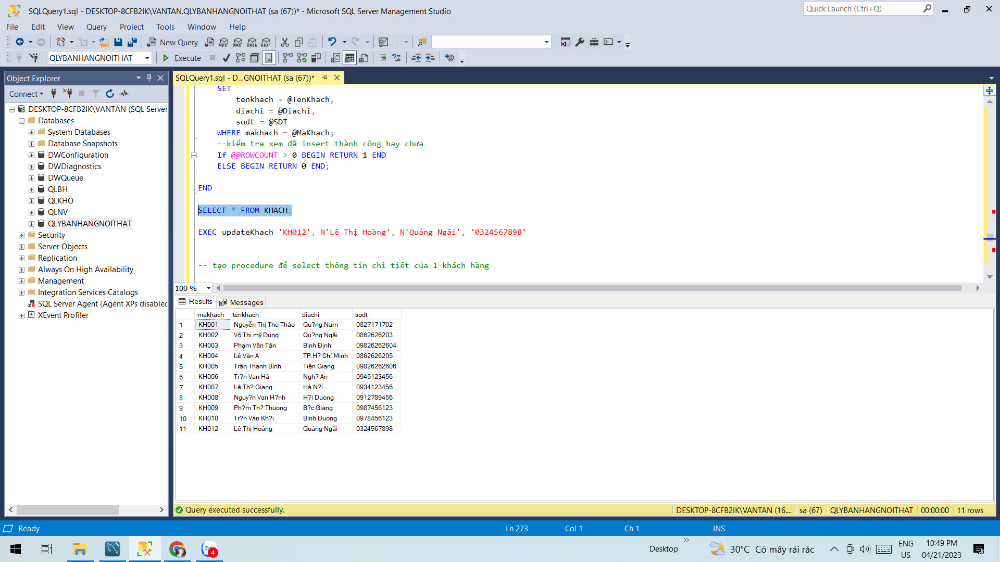 SQLQuery1.sql - DESKTOP-8CFB2IK\VANTAN.QLYBANHANGNOITHAT (sa (67))* - Microsoft SQL Server Management Studio
Quick Launch (Ctrl+Q)
File Edit View Query Project Tools Window Help
New Query MDX DMX XMLA DAX
QLYBANHANGNOITHAT Execute
Object Explorer
Connect
DESKTOP-8CFB2IK\VANTAN (SQL Server
Databases
System Databases
Database Snapshots
DWConfiguration
DWDiagnostics
DWQueue
QLBH
QLKHO
QLNV
QLYBANHANGNOITHAT
Security
Server Objects
Replication
Always On High Availability
Management
Integration Services Catalogs
SQL Server Agent (Agent XPs disabled
XEvent Profiler
SQLQuery1.sql - D...GNOITHAT (sa (67))*
SET
tenkhach = @TenKhach,
diachi = @Diachi,
sodt = @SDT
WHERE makhach = @MaKhach;
--kiểm tra xem đã insert thành công hay chưa
If @@ROWCOUNT > 0 BEGIN RETURN 1 END
ELSE BEGIN RETURN 0 END;
END
SELECT * FROM KHACH;
EXEC updateKhach 'KH012', N'Lê Thị Hoàng', N'Quảng Ngãi', '0324567898'
-- tạo procedure để select thông tin chi tiết của 1 khách hàng
100 %
Results Messages
makhach tenkhach diachi sodt
1 KH001 Nguyễn Thị Thu Thảo Qu?ng Nam 0827171702
2 KH002 Võ Thị mỹ Dung Qu?ng Ngãi 0862626203
3 KH003 Phạm Văn Tân Bình Định 09826262604
4 KH004 Lê Văn A TP.H? Chí Minh 0862626205
5 KH005 Trần Thanh Bình Tiền Giang 09826262606
6 KH006 Tr?n Van Hà Ngh? An 0945123456
7 KH007 Lê Th? Giang Hà N?i 0934123456
8 KH008 Nguy?n Van H?nh H?i Duong 0912789456
9 KH009 Ph?m Th? Thuong B?c Giang 0987456123
10 KH010 Tr?n Van Kh?i Bình Duong 0978456123
11 KH012 Lê Thị Hoàng Quảng Ngãi 0324567898
Query executed successfully. DESKTOP-8CFB2IK\VANTAN (16.... sa (67) QLYBANHANGNOITHAT 00:00:00 11 rows
Ready Ln 273 Col 1 Ch 1 INS
4 Desktop 30°C Có mây rải rác ENG US 10:49 PM 04/21/2023